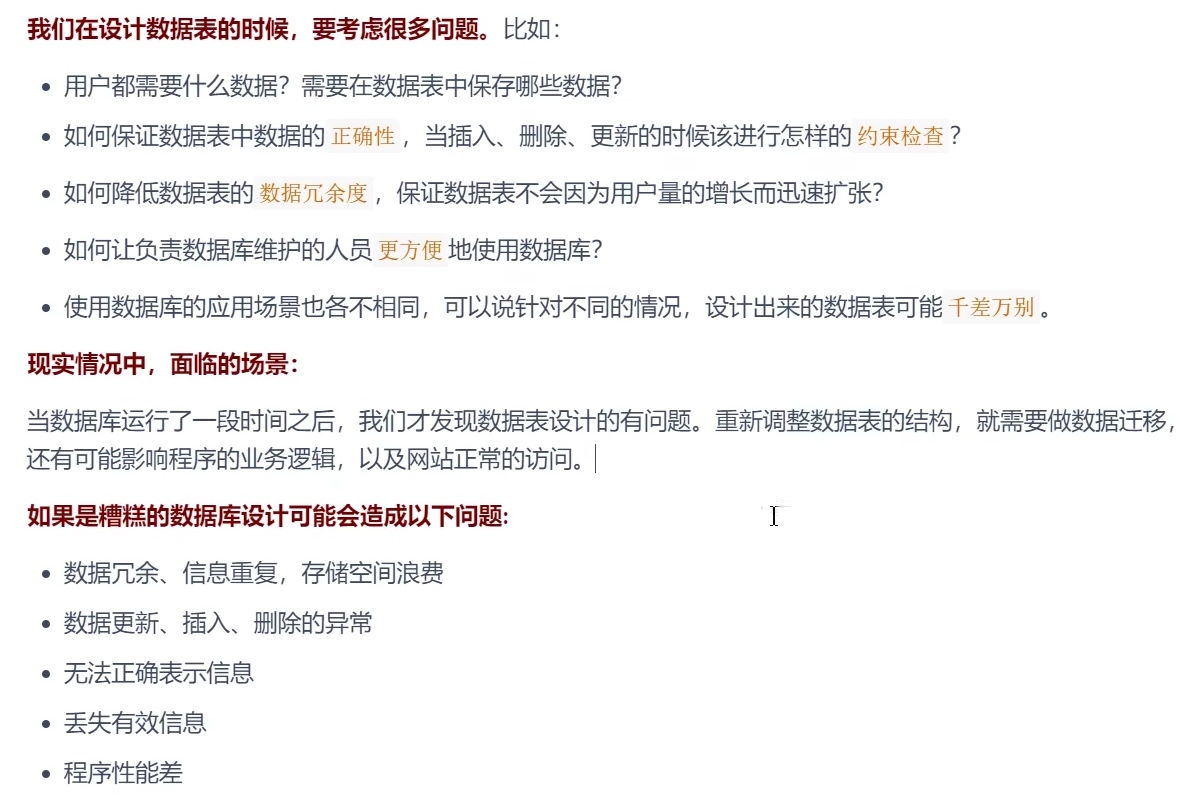 我们在设计数据表的时候，要考虑很多问题。比如：
用户都需要什么数据？需要在数据表中保存哪些数据？
如何保证数据表中数据的 正确性，当插入、删除、更新的时候该进行怎样的 约束检查？
如何降低数据表的 数据冗余度，保证数据表不会因为用户量的增长而迅速扩张？
如何让负责数据库维护的人员 更方便 地使用数据库？
使用数据库的应用场景也各不相同，可以说针对不同的情况，设计出来的数据表可能 千差万别。
现实情况中，面临的场景：
当数据库运行了一段时间之后，我们才发现数据表设计的有问题。重新调整数据表的结构，就需要做数据迁移，
还有可能影响程序的业务逻辑，以及网站正常的访问。
如果是糟糕的数据库设计可能会造成以下问题:
数据冗余、信息重复，存储空间浪费
数据更新、插入、删除的异常
无法正确表示信息
丢失有效信息
程序性能差